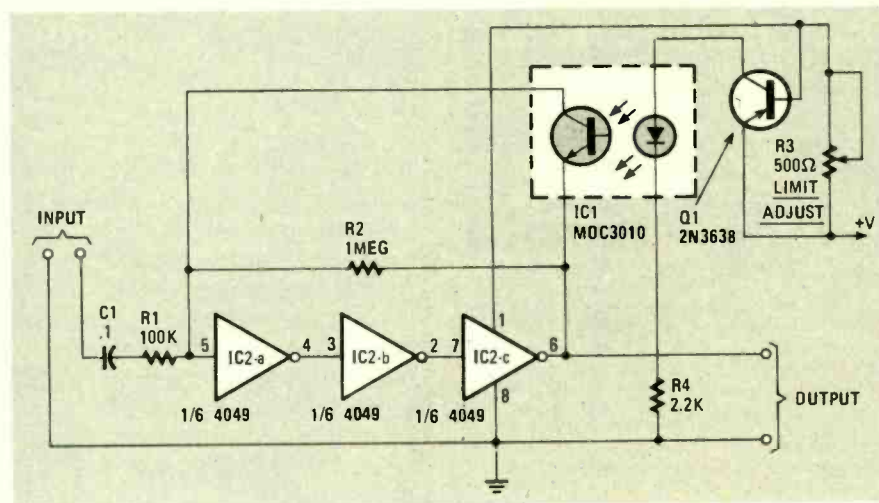 INPUT
C1
.1
R1
100K
R2
1MEG
5
IC2-a
4
3
IC2-b
2
7
IC2-c
6
1
8
1/6 4049
1/6 4049
1/6 4049
IC1
MOC3010
Q1
2N3638
R3
500Ω
LIMIT
ADJUST
+V
R4
2.2K
OUTPUT